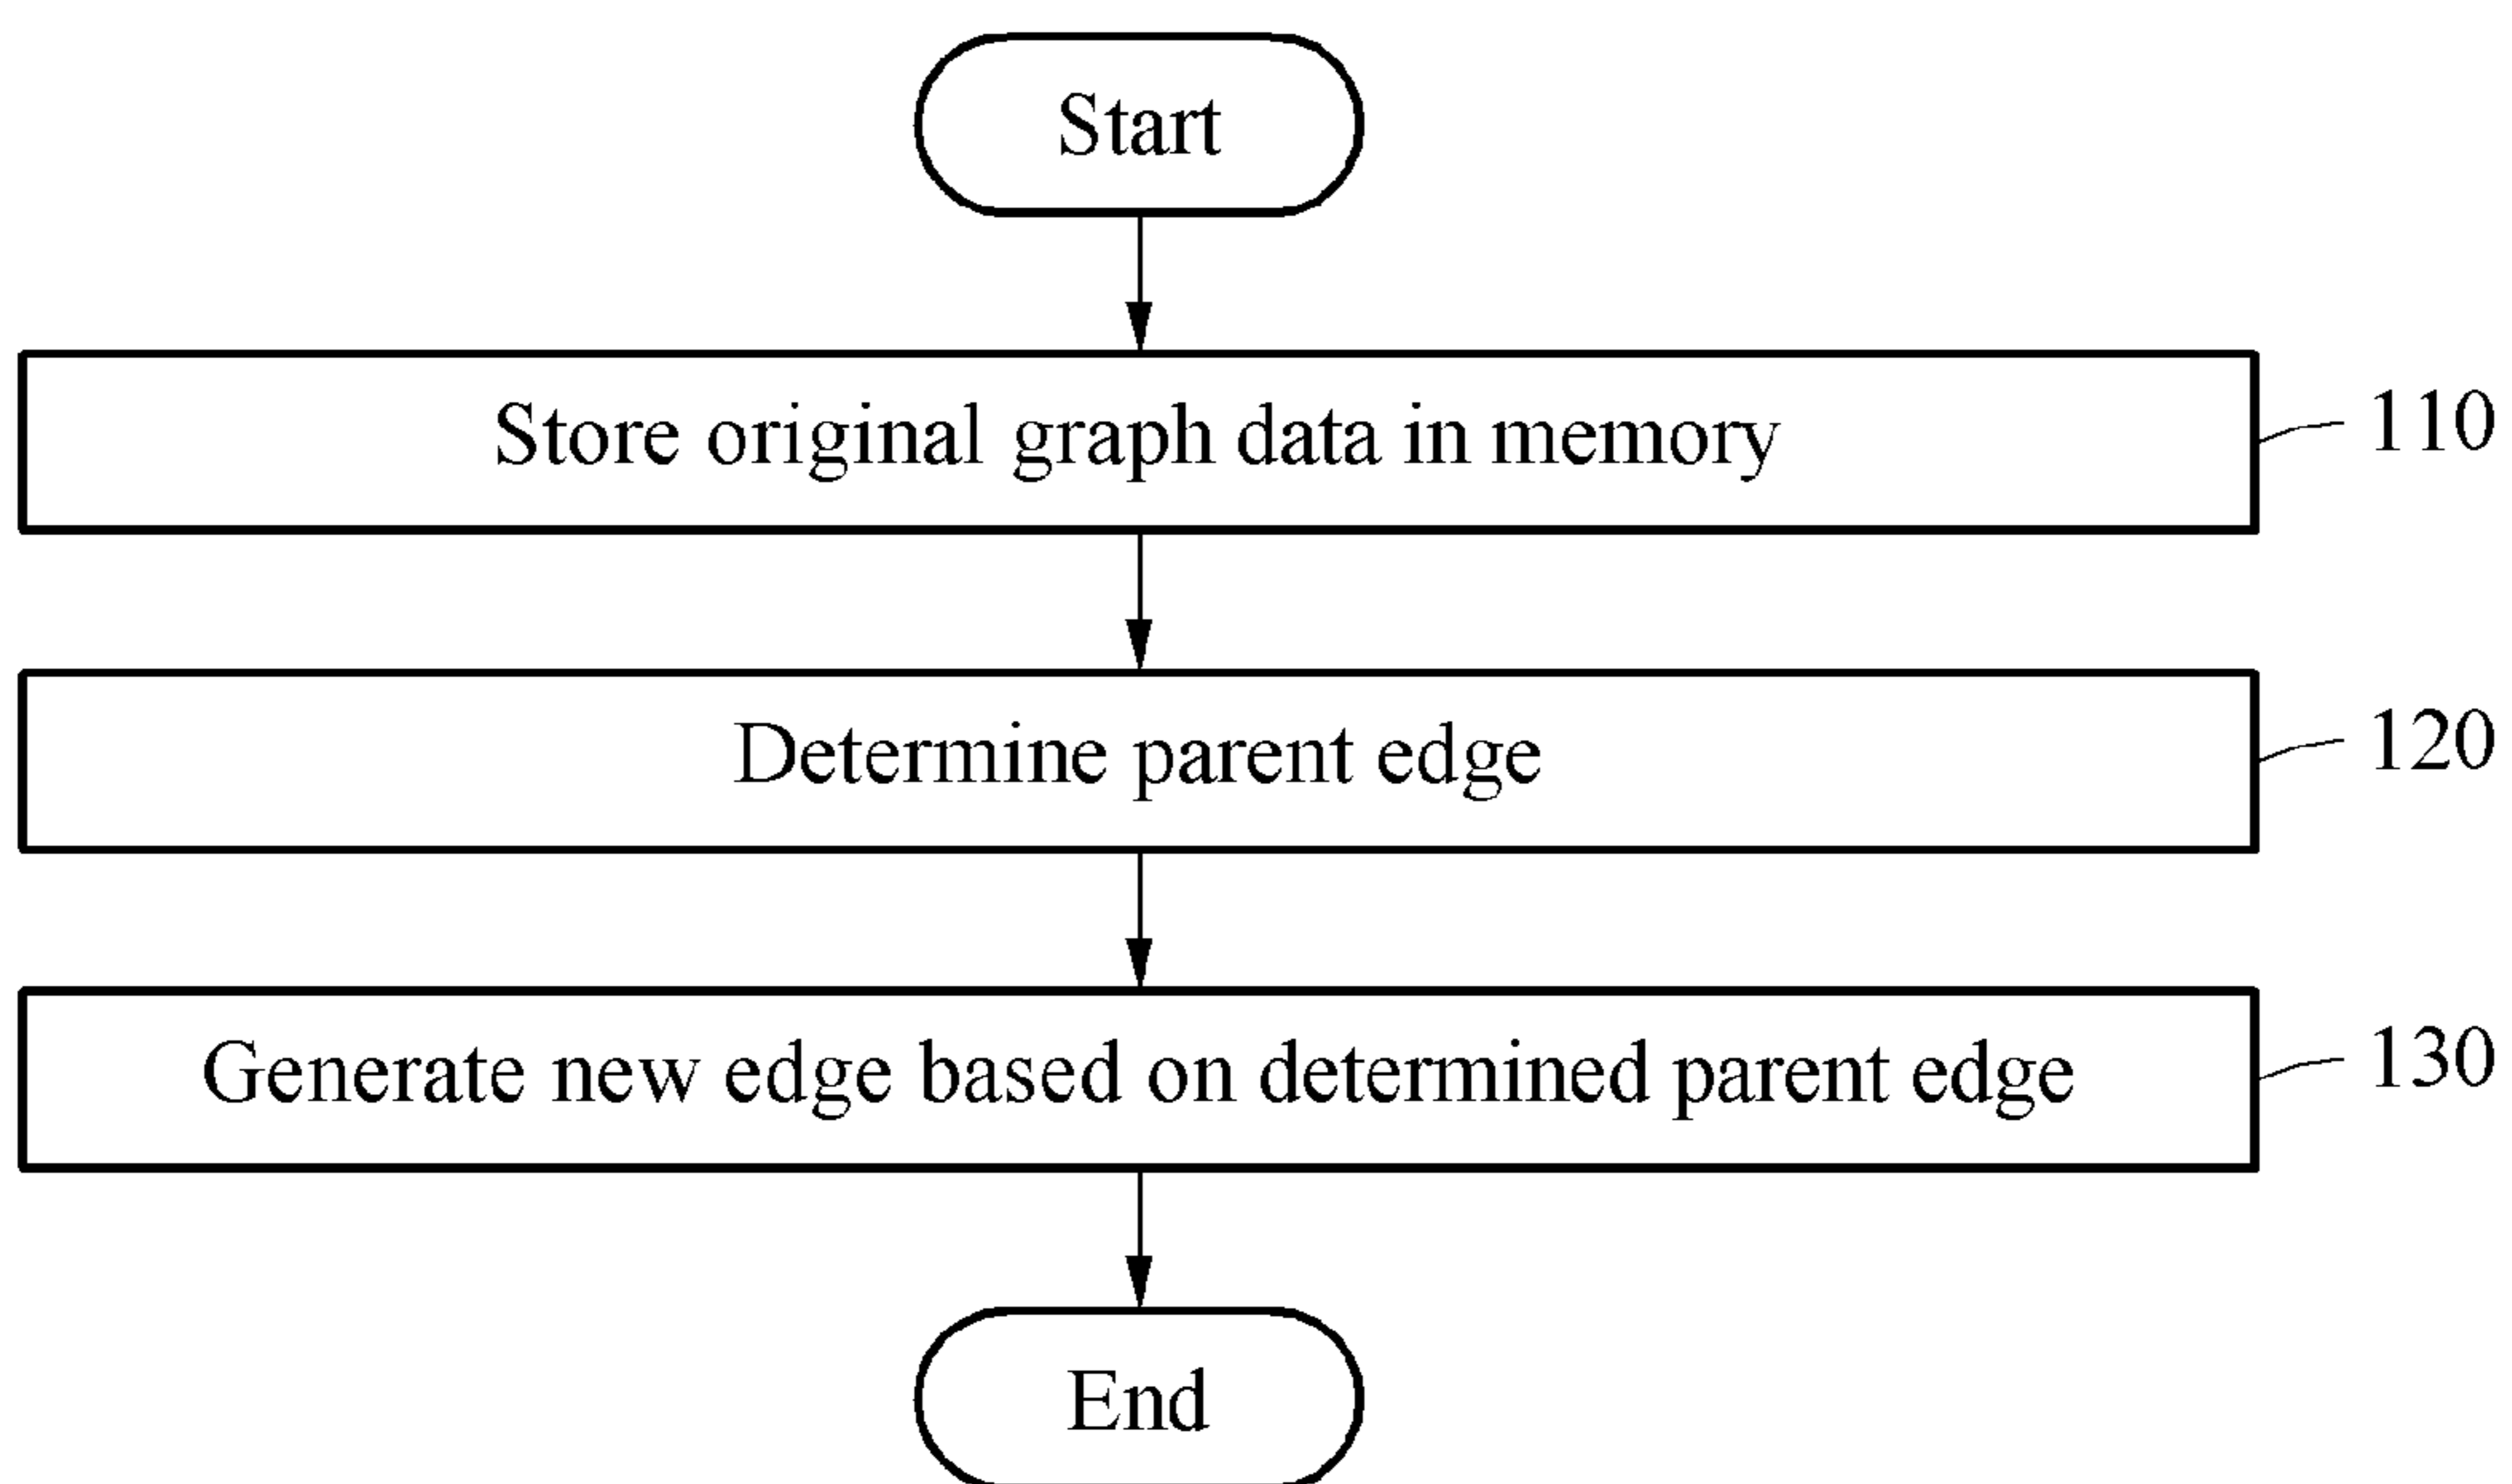 Start
Store original graph data in memory
110
Determine parent edge
120
Generate new edge based on determined parent edge
130
End